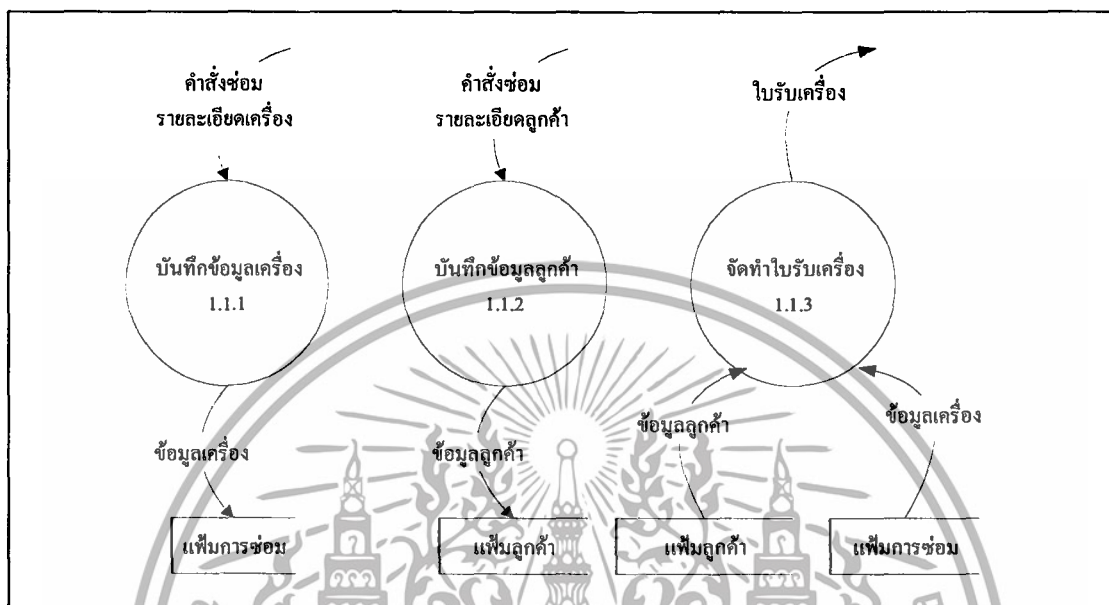 คำสั่งซ่อม
รายละเอียดเครื่อง
คำสั่งซ่อม
รายละเอียดลูกค้า
ใบรับเครื่อง
บันทึกข้อมูลเครื่อง
1.1.1
บันทึกข้อมูลลูกค้า
1.1.2
จัดทำใบรับเครื่อง
1.1.3
ข้อมูลเครื่อง
ข้อมูลลูกค้า
ข้อมูลลูกค้า
ข้อมูลเครื่อง
แฟ้มการซ่อม
แฟ้มลูกค้า
แฟ้มลูกค้า
แฟ้มการซ่อม